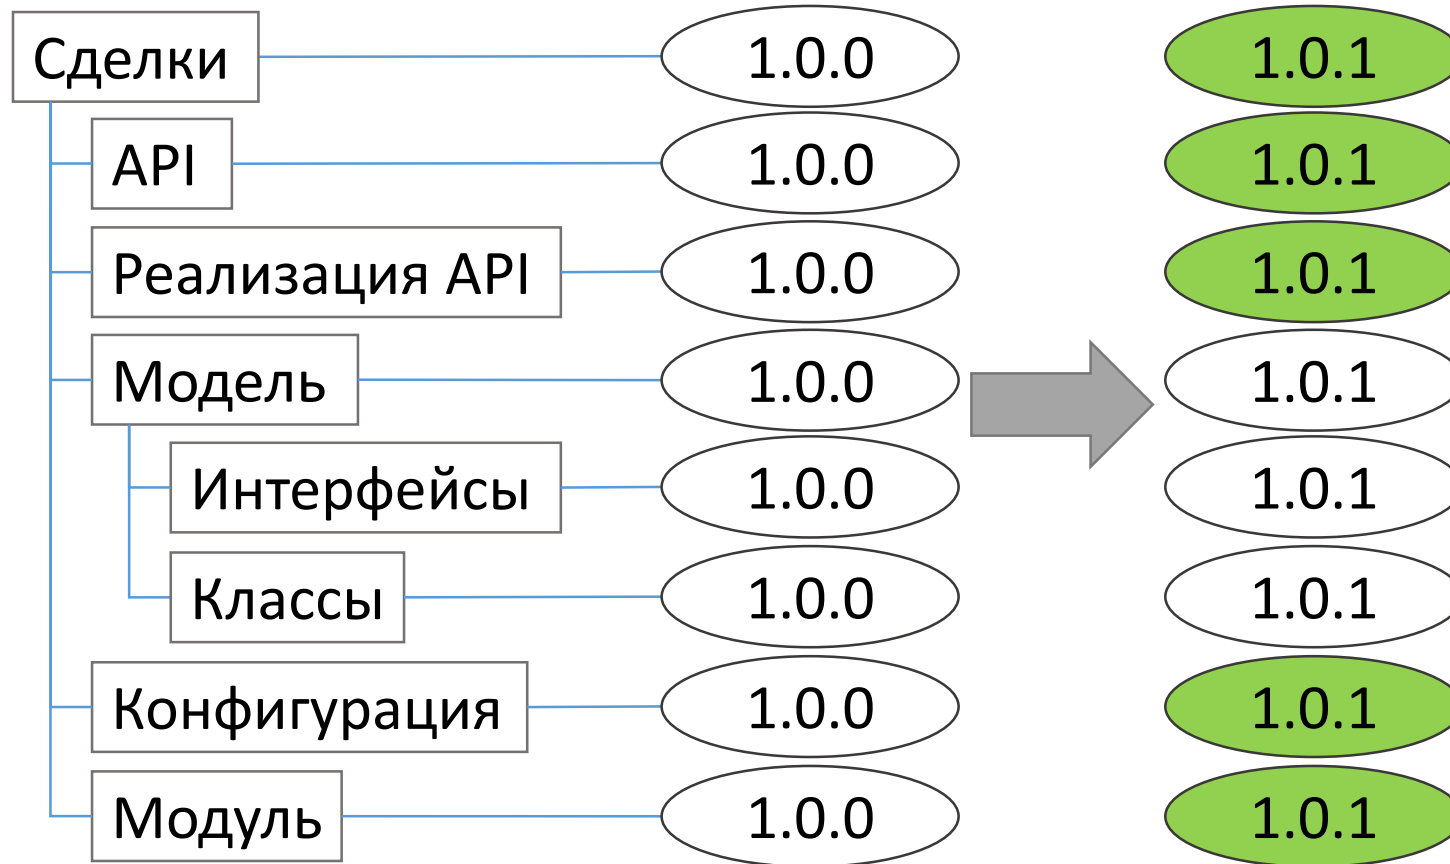 Сделки 1.0.0 1.0.1
API 1.0.0 1.0.1
Реализация API 1.0.0 1.0.1
Модель 1.0.0 1.0.1
Интерфейсы 1.0.0 1.0.1
Классы 1.0.0 1.0.1
Конфигурация 1.0.0 1.0.1
Модуль 1.0.0 1.0.1